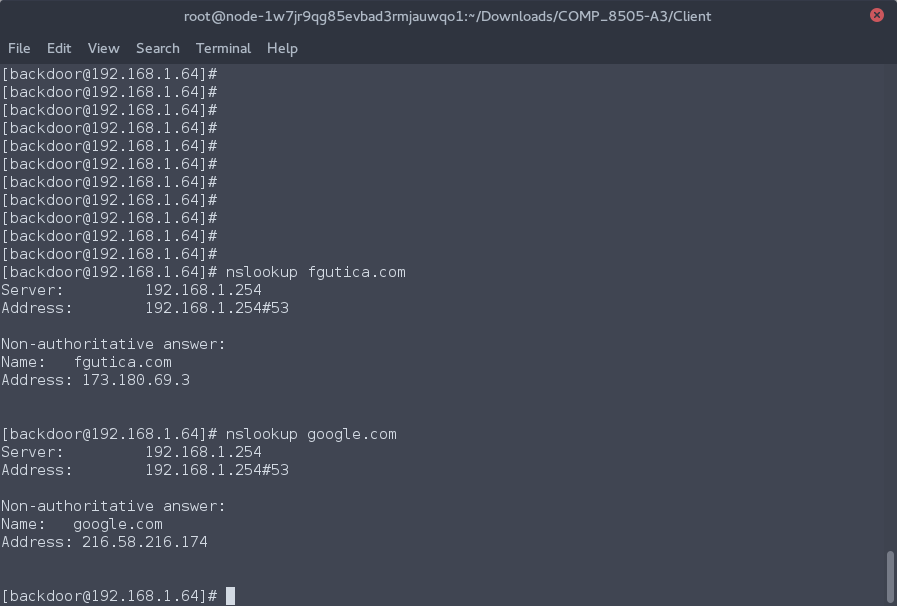 root@node-1w7jr9qg85evbad3rmjauwqo1:~/Downloads/COMP_8505-A3/Client
File Edit View Search Terminal Help
[backdoor@192.168.1.64]#
[backdoor@192.168.1.64]#
[backdoor@192.168.1.64]#
[backdoor@192.168.1.64]#
[backdoor@192.168.1.64]#
[backdoor@192.168.1.64]#
[backdoor@192.168.1.64]#
[backdoor@192.168.1.64]#
[backdoor@192.168.1.64]#
[backdoor@192.168.1.64]#
[backdoor@192.168.1.64]#
[backdoor@192.168.1.64]# nslookup fgutica.com
Server:         192.168.1.254
Address:        192.168.1.254#53
Non-authoritative answer:
Name:   fgutica.com
Address: 173.180.69.3
[backdoor@192.168.1.64]# nslookup google.com
Server:         192.168.1.254
Address:        192.168.1.254#53
Non-authoritative answer:
Name:   google.com
Address: 216.58.216.174
[backdoor@192.168.1.64]#